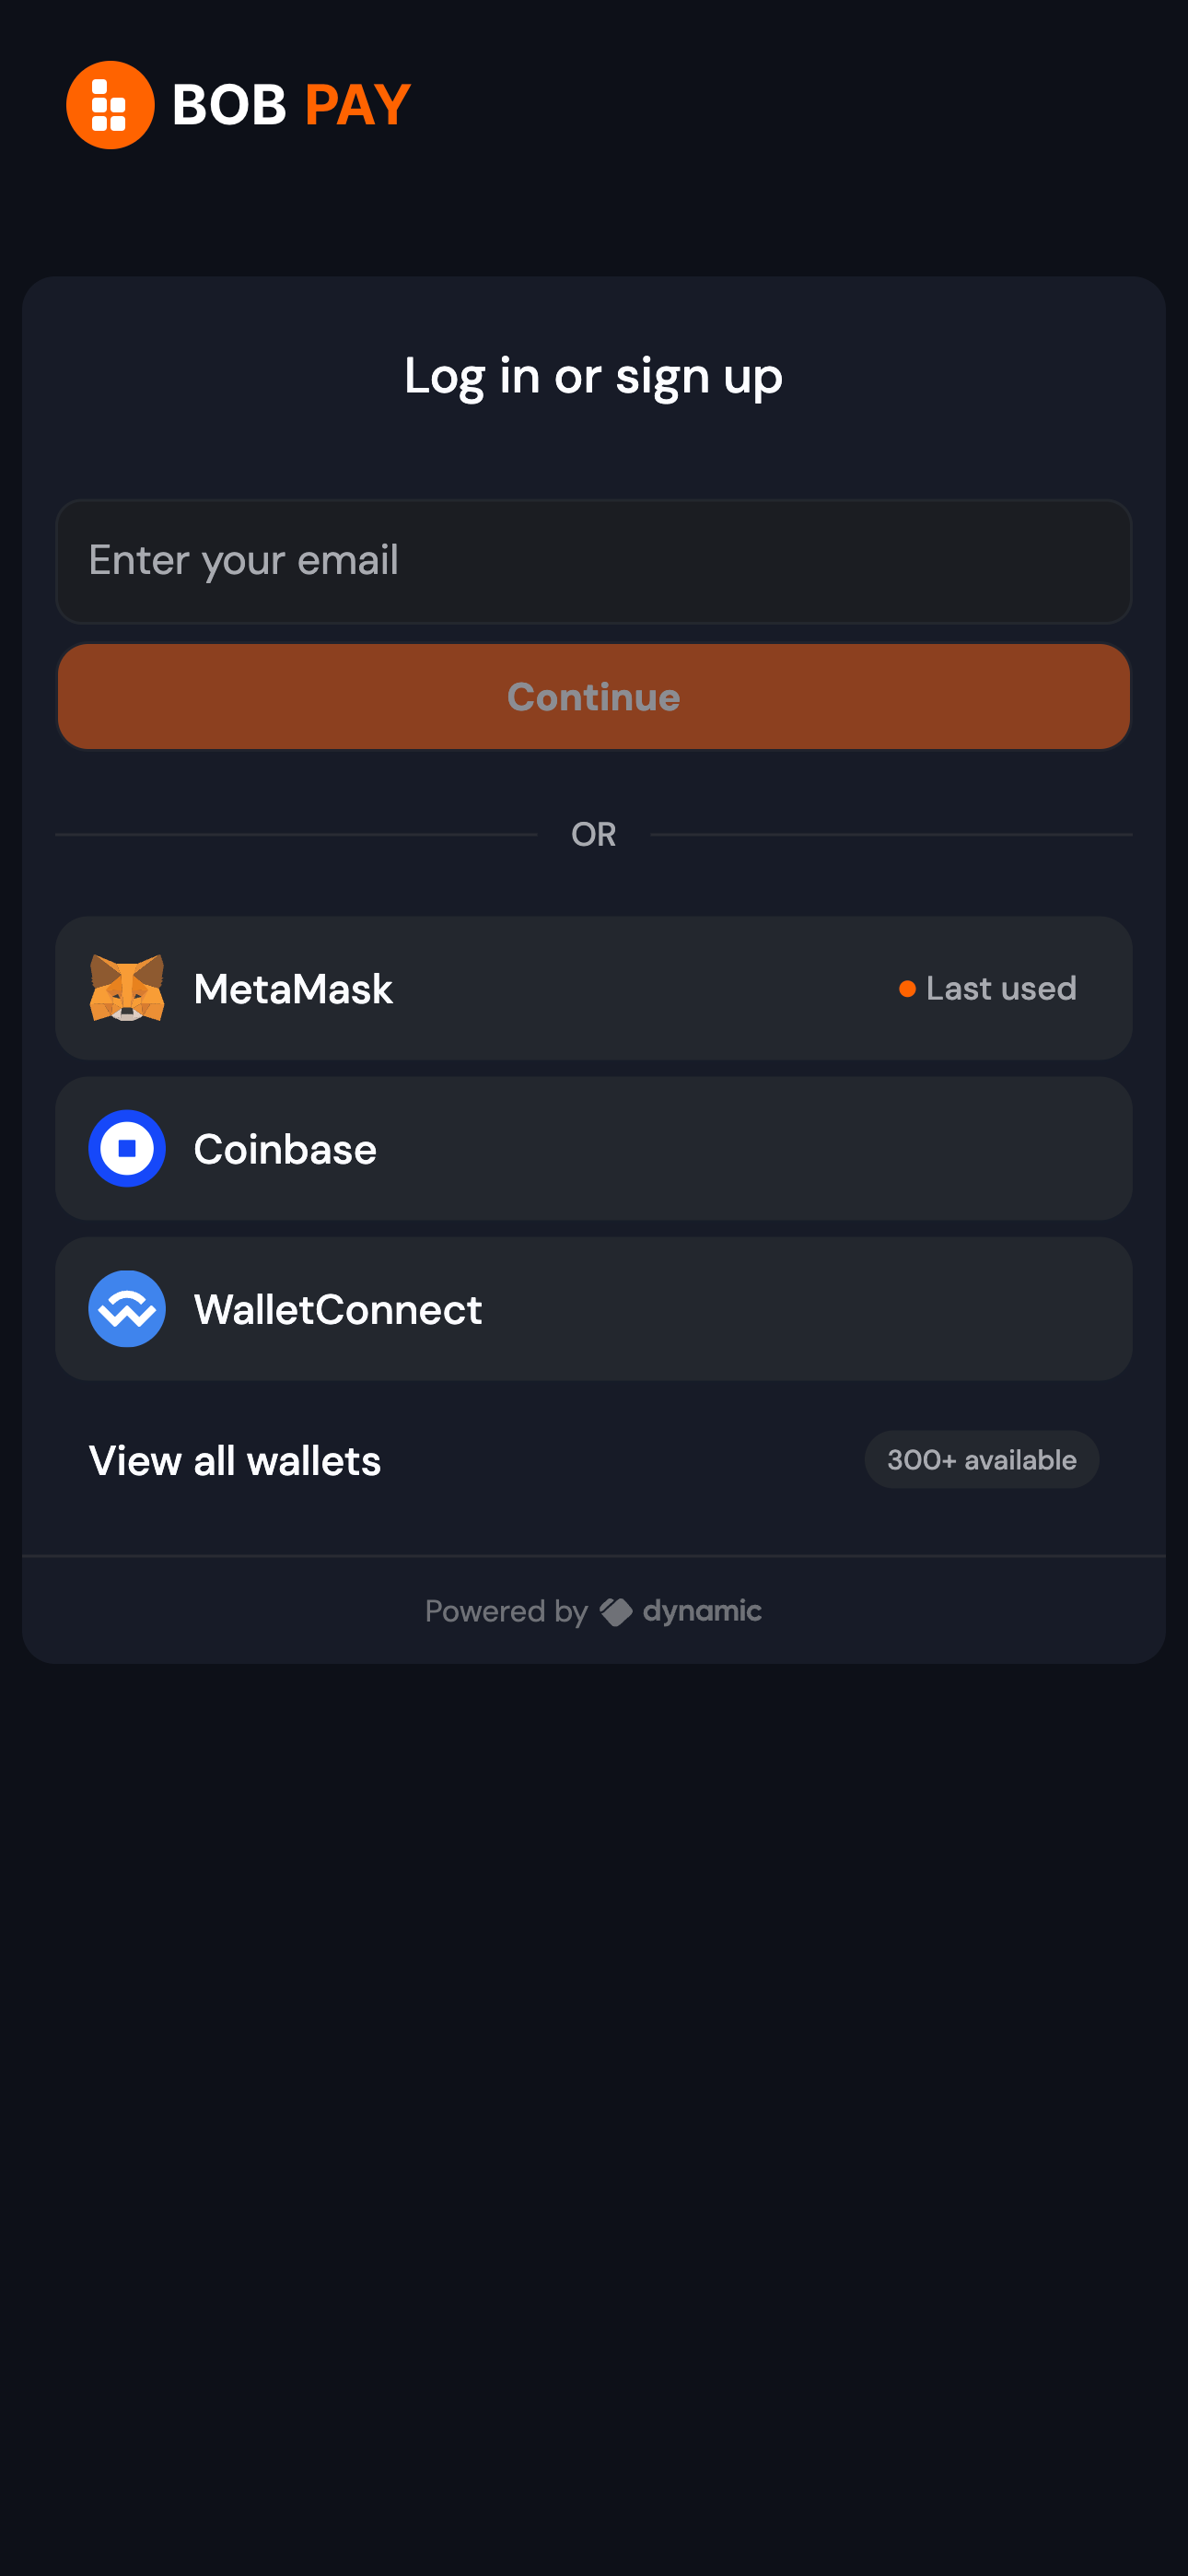 BOB PAY
Log in or sign up
Enter your email
Continue
OR
MetaMask
Last used
Coinbase
WalletConnect
View all wallets
300+ available
Powered by dynamic